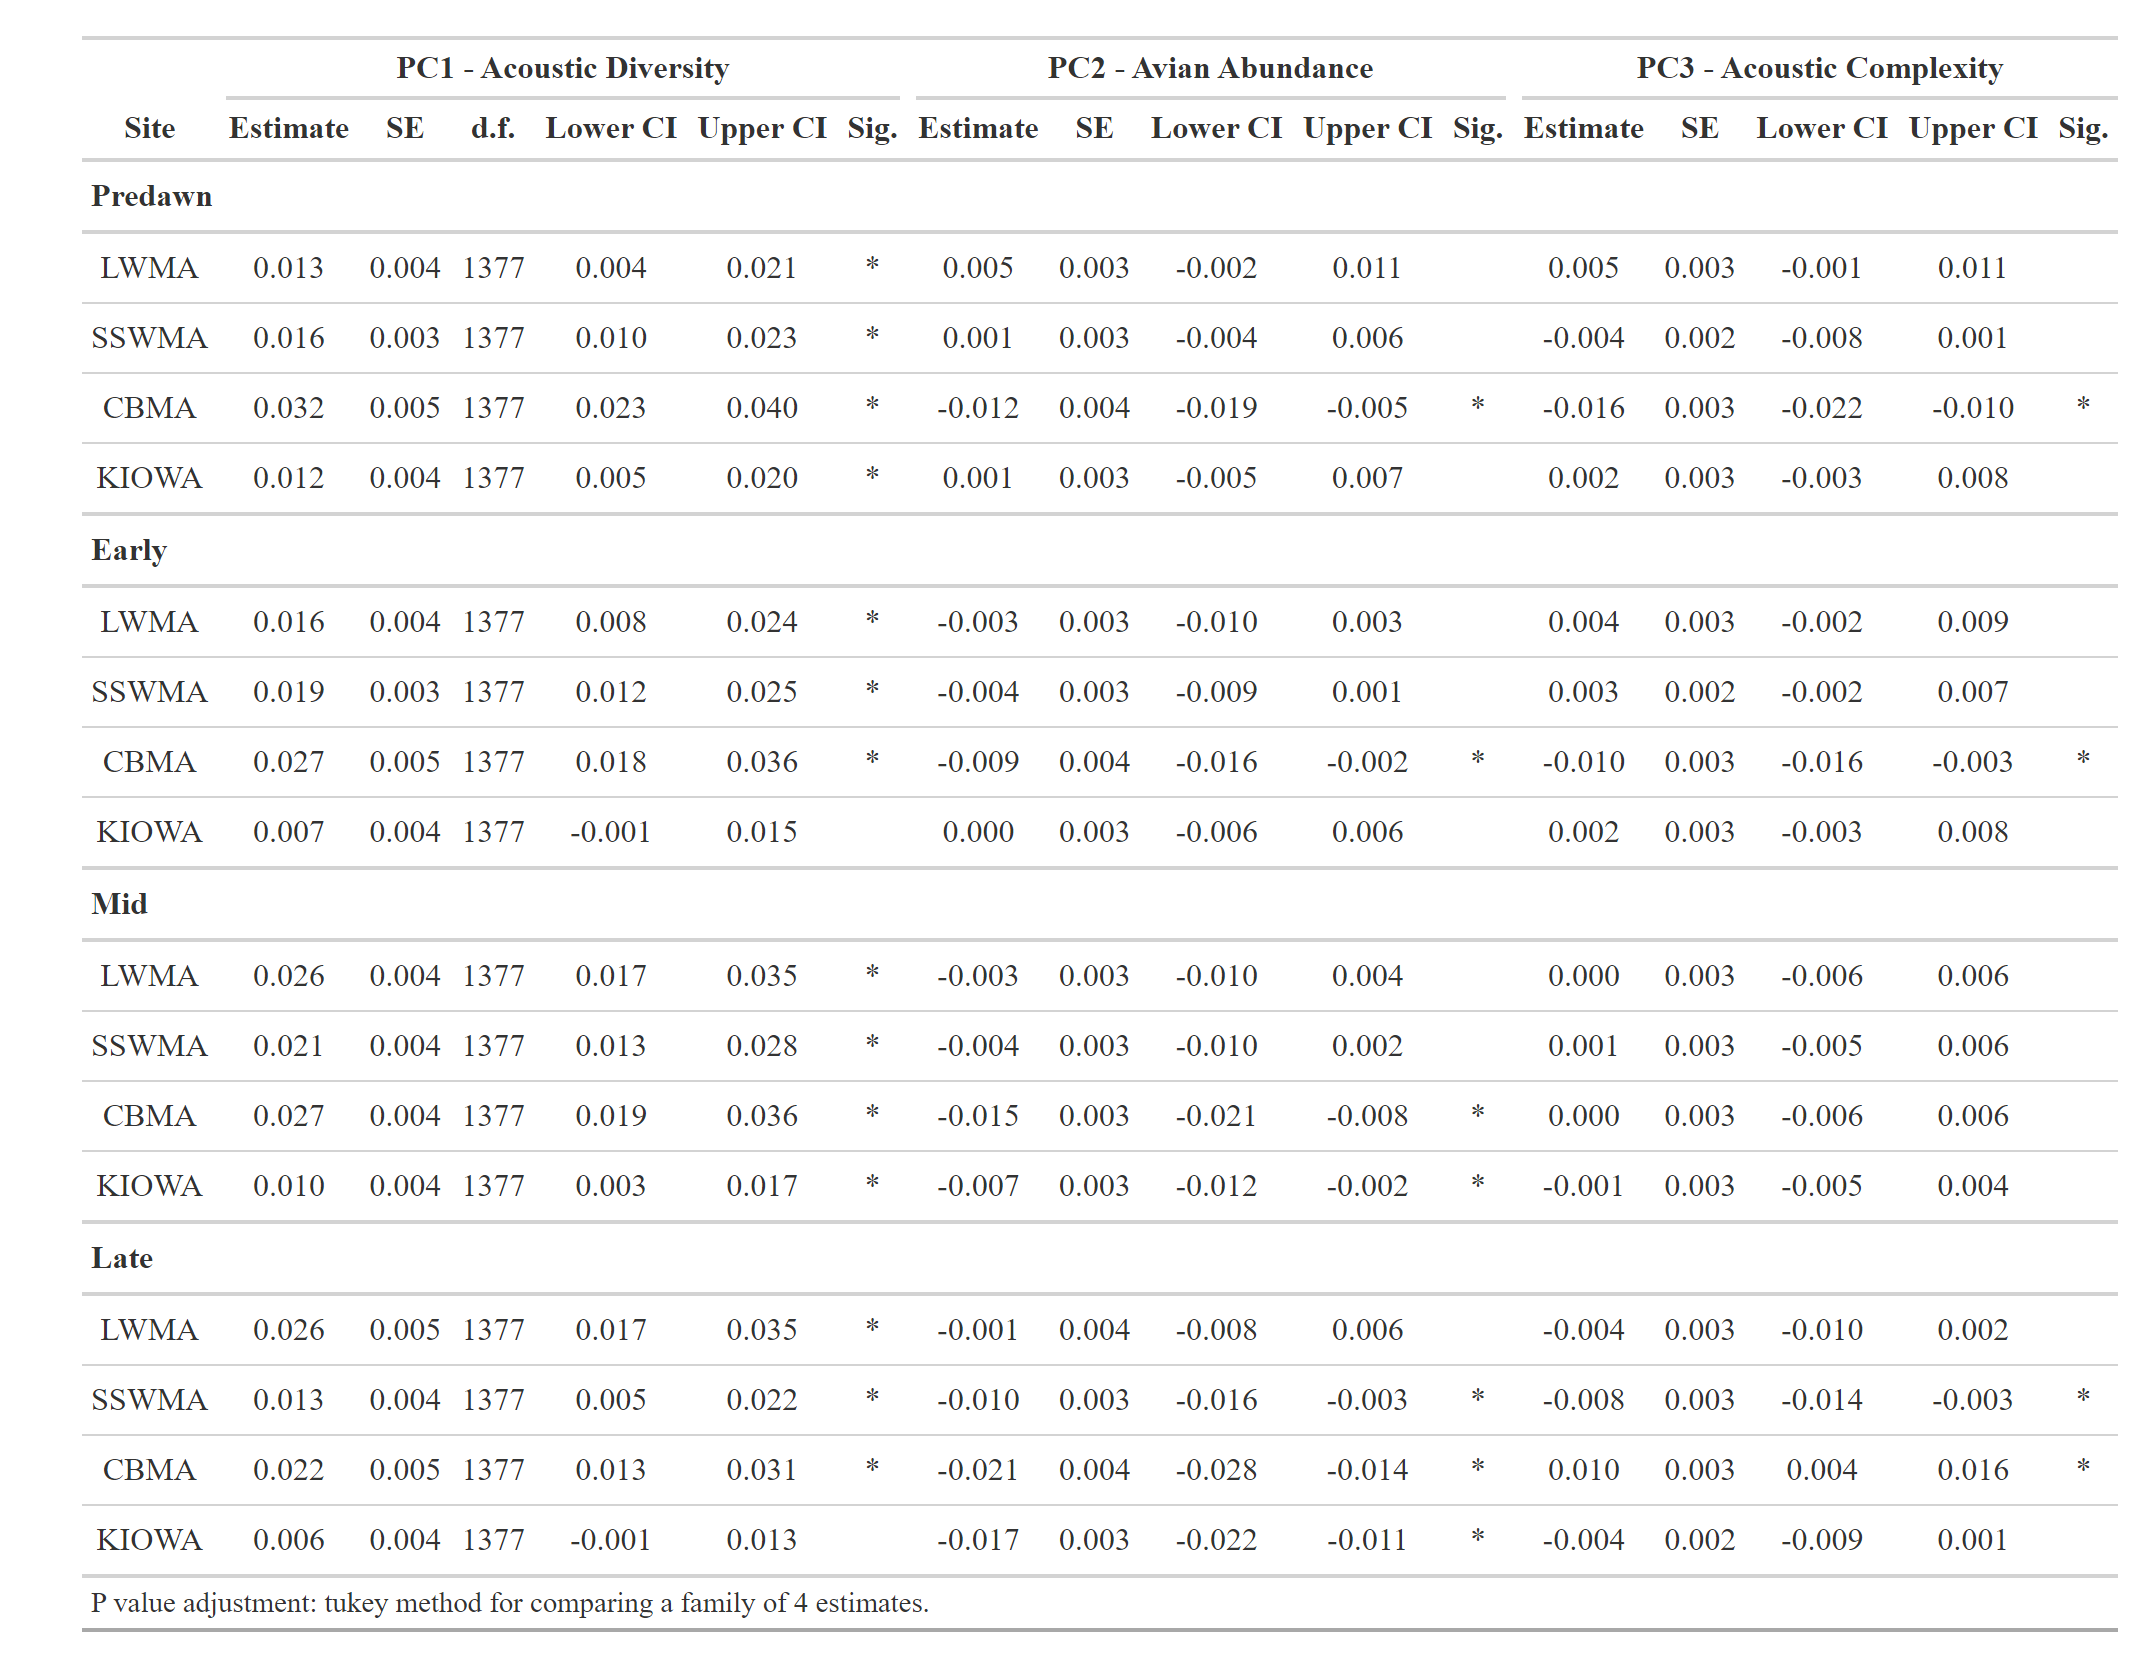 PC1 - Acoustic Diversity PC2 - Avian Abundance PC3 - Acoustic Complexity
Site Estimate SE d.f. Lower CI Upper CI Sig. Estimate SE Lower CI Upper CI Sig. Estimate SE Lower CI Upper CI Sig.
Predawn
LWMA 0.013 0.004 1377 0.004 0.021 * 0.005 0.003 -0.002 0.011 0.005 0.003 -0.001 0.011
SSWMA 0.016 0.003 1377 0.010 0.023 * 0.001 0.003 -0.004 0.006 -0.004 0.002 -0.008 0.001
CBMA 0.032 0.005 1377 0.023 0.040 * -0.012 0.004 -0.019 -0.005 * -0.016 0.003 -0.022 -0.010 *
KIOWA 0.012 0.004 1377 0.005 0.020 * 0.001 0.003 -0.005 0.007 0.002 0.003 -0.003 0.008
Early
LWMA 0.016 0.004 1377 0.008 0.024 * -0.003 0.003 -0.010 0.003 0.004 0.003 -0.002 0.009
SSWMA 0.019 0.003 1377 0.012 0.025 * -0.004 0.003 -0.009 0.001 0.003 0.002 -0.002 0.007
CBMA 0.027 0.005 1377 0.018 0.036 * -0.009 0.004 -0.016 -0.002 * -0.010 0.003 -0.016 -0.003 *
KIOWA 0.007 0.004 1377 -0.001 0.015 0.000 0.003 -0.006 0.006 0.002 0.003 -0.003 0.008
Mid
LWMA 0.026 0.004 1377 0.017 0.035 * -0.003 0.003 -0.010 0.004 0.000 0.003 -0.006 0.006
SSWMA 0.021 0.004 1377 0.013 0.028 * -0.004 0.003 -0.010 0.002 0.001 0.003 -0.005 0.006
CBMA 0.027 0.004 1377 0.019 0.036 * -0.015 0.003 -0.021 -0.008 * 0.000 0.003 -0.006 0.006
KIOWA 0.010 0.004 1377 0.003 0.017 * -0.007 0.003 -0.012 -0.002 * -0.001 0.003 -0.005 0.004
Late
LWMA 0.026 0.005 1377 0.017 0.035 * -0.001 0.004 -0.008 0.006 -0.004 0.003 -0.010 0.002
SSWMA 0.013 0.004 1377 0.005 0.022 * -0.010 0.003 -0.016 -0.003 * -0.008 0.003 -0.014 -0.003 *
CBMA 0.022 0.005 1377 0.013 0.031 * -0.021 0.004 -0.028 -0.014 * 0.010 0.003 0.004 0.016 *
KIOWA 0.006 0.004 1377 -0.001 0.013 -0.017 0.003 -0.022 -0.011 * -0.004 0.002 -0.009 0.001
P value adjustment: tukey method for comparing a family of 4 estimates.